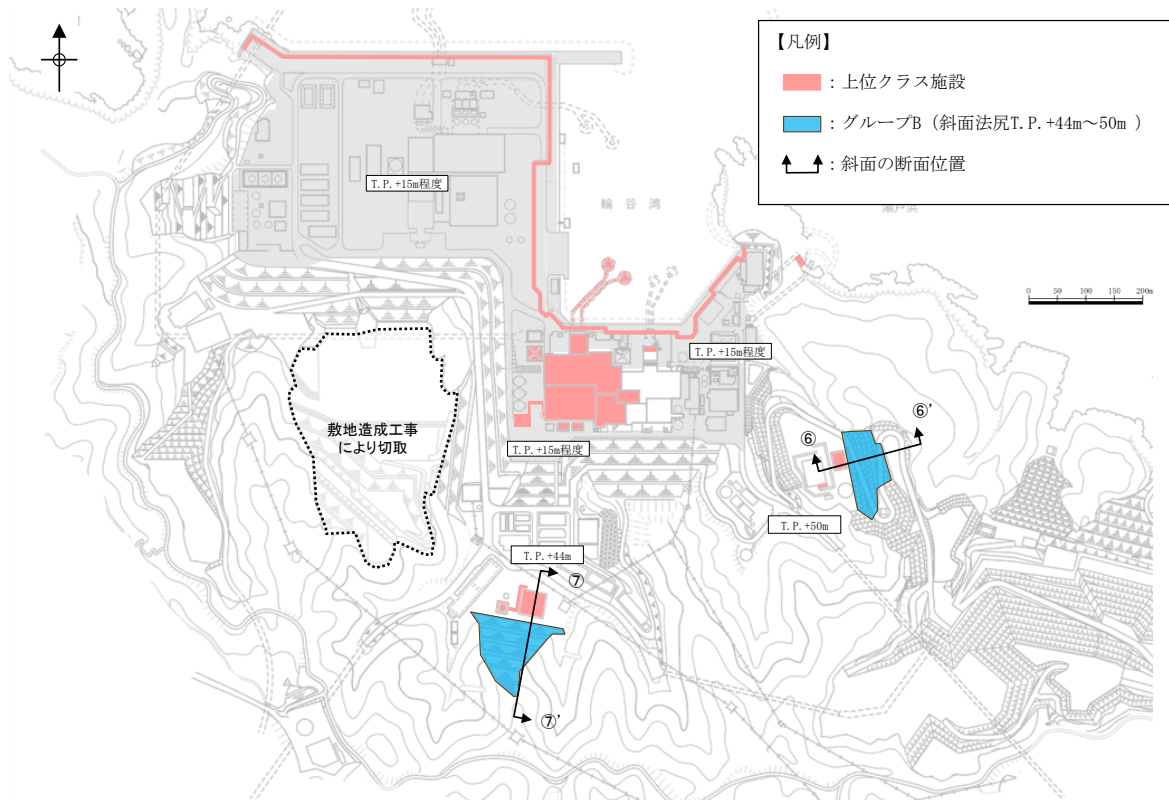 【凡例】
：上位クラス施設
：グループB（斜面法尻T.P.+44m～50m ）
：斜面の断面位置
T.P.+15m程度
輪谷湾
0 50 100 150 200m
T.P.+15m程度
敷地造成工事
により切取
T.P.+15m程度
⑥
⑥'
T.P.+50m
T.P.+44m
⑦
⑦'